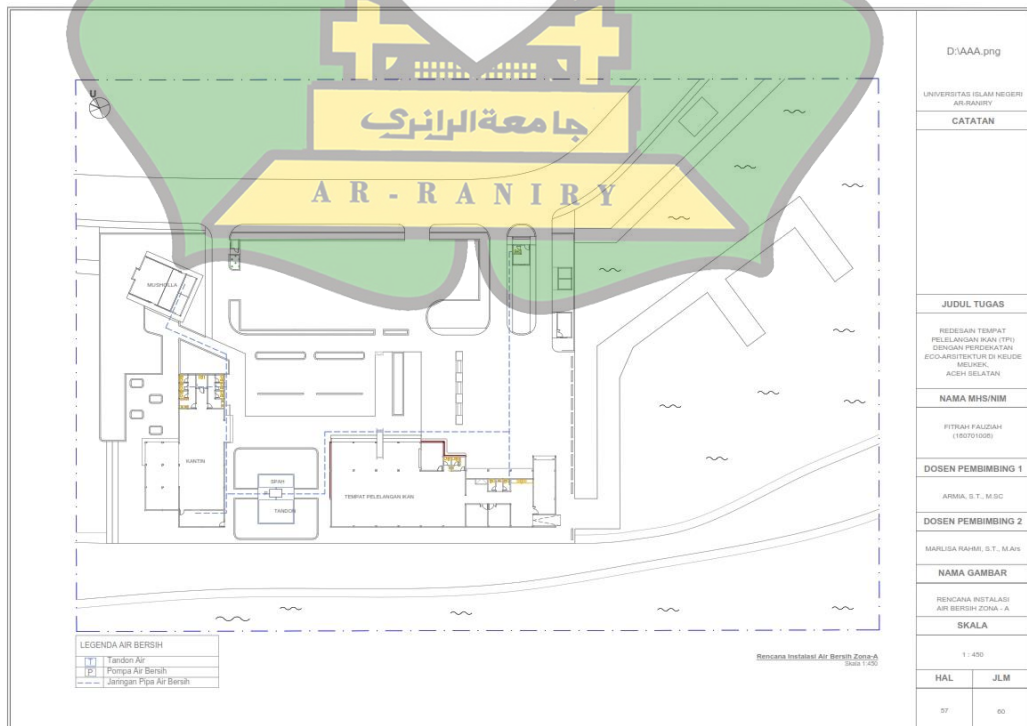 جامعة الرانري
AR-RANIRY
U
MUSHOLLA
KANTIN
IPAH
TANDON
TEMPAT PELELANGAN IKAN
LEGENDA AIR BERSIH
T Tandon Air
P Pompa Air Bersih
Jaringan Pipa Air Bersih
Rencana Instalasi Air Bersih Zona-A
Skala 1:450
D:\AAA.png
UNIVERSITAS ISLAM NEGERI
AR-RANIRY
CATATAN
JUDUL TUGAS
REDESAIN TEMPAT
PELELANGAN IKAN (TPI)
DENGAN PERDEKATAN
ECO-ARSITEKTUR DI KEUDE
MEUKEK,
ACEH SELATAN
NAMA MHS/NIM
FITRAH FAUZIAH
(160701006)
DOSEN PEMBIMBING 1
ARMIA, S.T., M.SC
DOSEN PEMBIMBING 2
MARLISA RAHMI, S.T., M.Ars
NAMA GAMBAR
RENCANA INSTALASI
AIR BERSIH ZONA - A
SKALA
1 : 450
HAL JLM
57 60